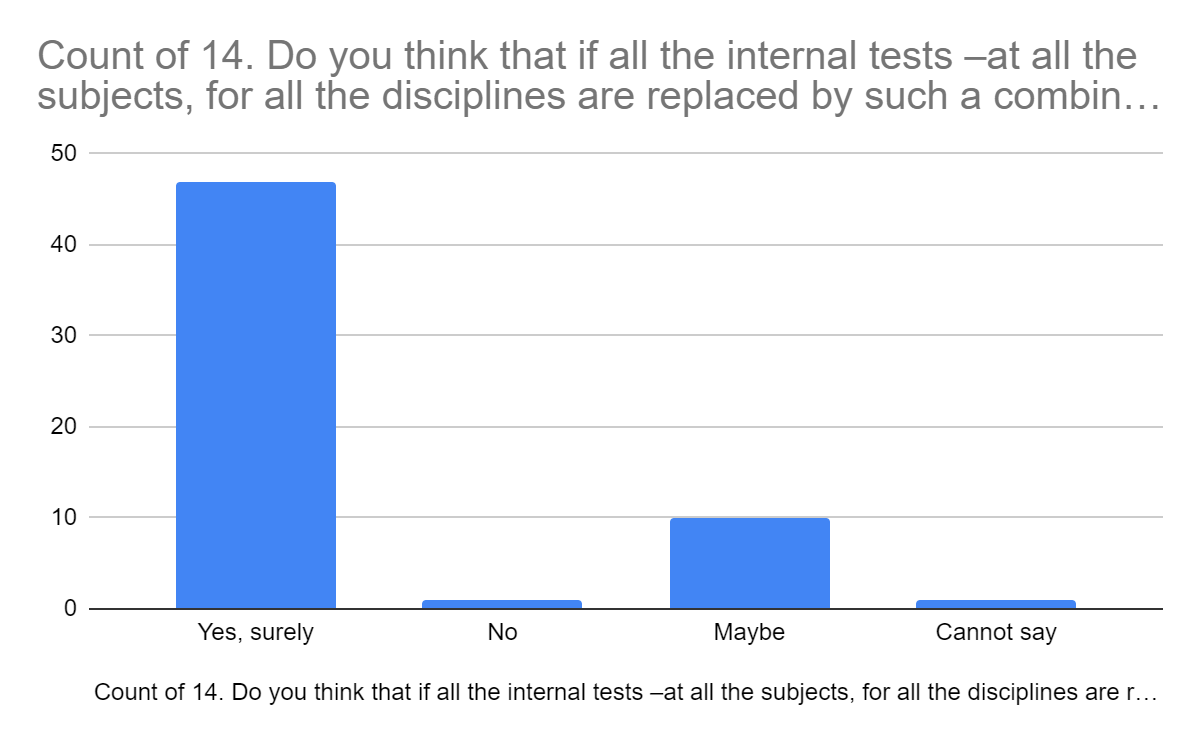 Count of 14. Do you think that if all the internal tests –at all the
subjects, for all the disciplines are replaced by such a combin…
50
40
30
20
10
0
Yes, surely No Maybe Cannot say
Count of 14. Do you think that if all the internal tests –at all the subjects, for all the disciplines are r…